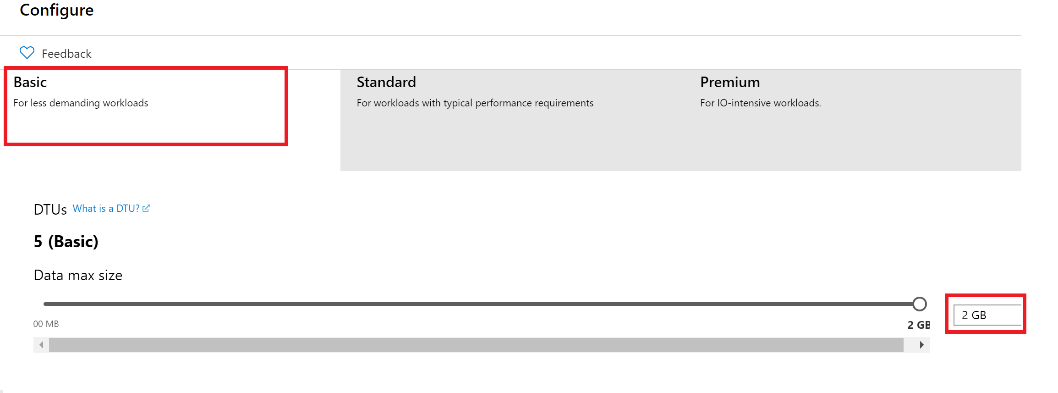 Configure
Feedback
Basic
For less demanding workloads
Standard
For workloads with typical performance requirements
Premium
For IO-intensive workloads.
DTUs What is a DTU?
5 (Basic)
Data max size
00 MB
2 GB
2 GB